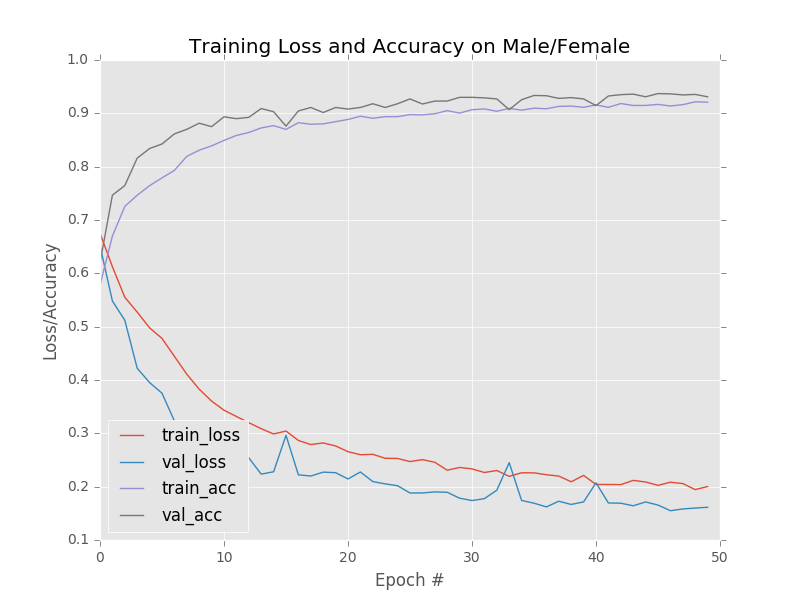 Training Loss and Accuracy on Male/Female
1.0
0.9
0.8
0.7
0.6
0.5
0.4
0.3
0.2
0.1
Loss/Accuracy
train_loss
val_loss
train_acc
val_acc
0
10
20
30
40
50
Epoch #